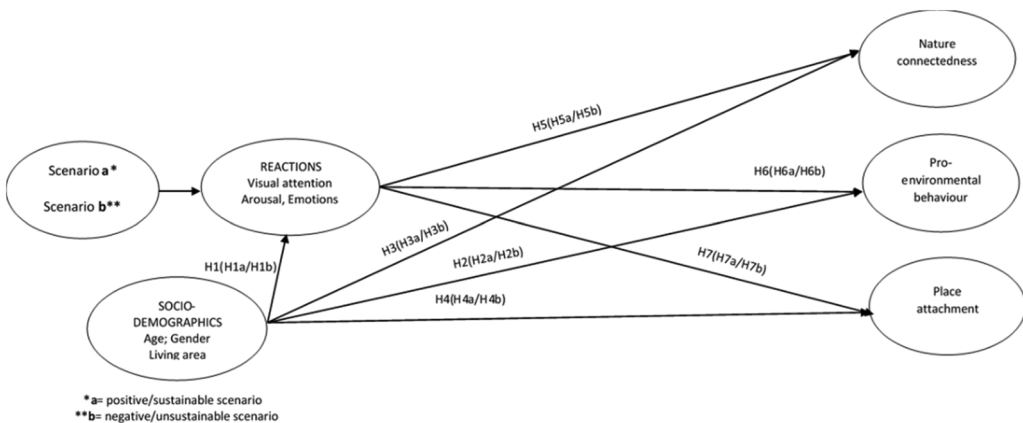 Nature
connectedness
H5(H5a/H5b)
Scenario a*
Scenario b**
REACTIONS
Visual attention
Arousal, Emotions
H6(H6a/H6b)
Pro-
environmental
behaviour
H3(H3a/H3b)
H1(H1a/H1b)
H2(H2a/H2b)
H7(H7a/H7b)
H4(H4a/H4b)
SOCIO-
DEMOGRAPHICS
Age; Gender
Living area
Place
attachment
*a= positive/sustainable scenario
**b= negative/unsustainable scenario